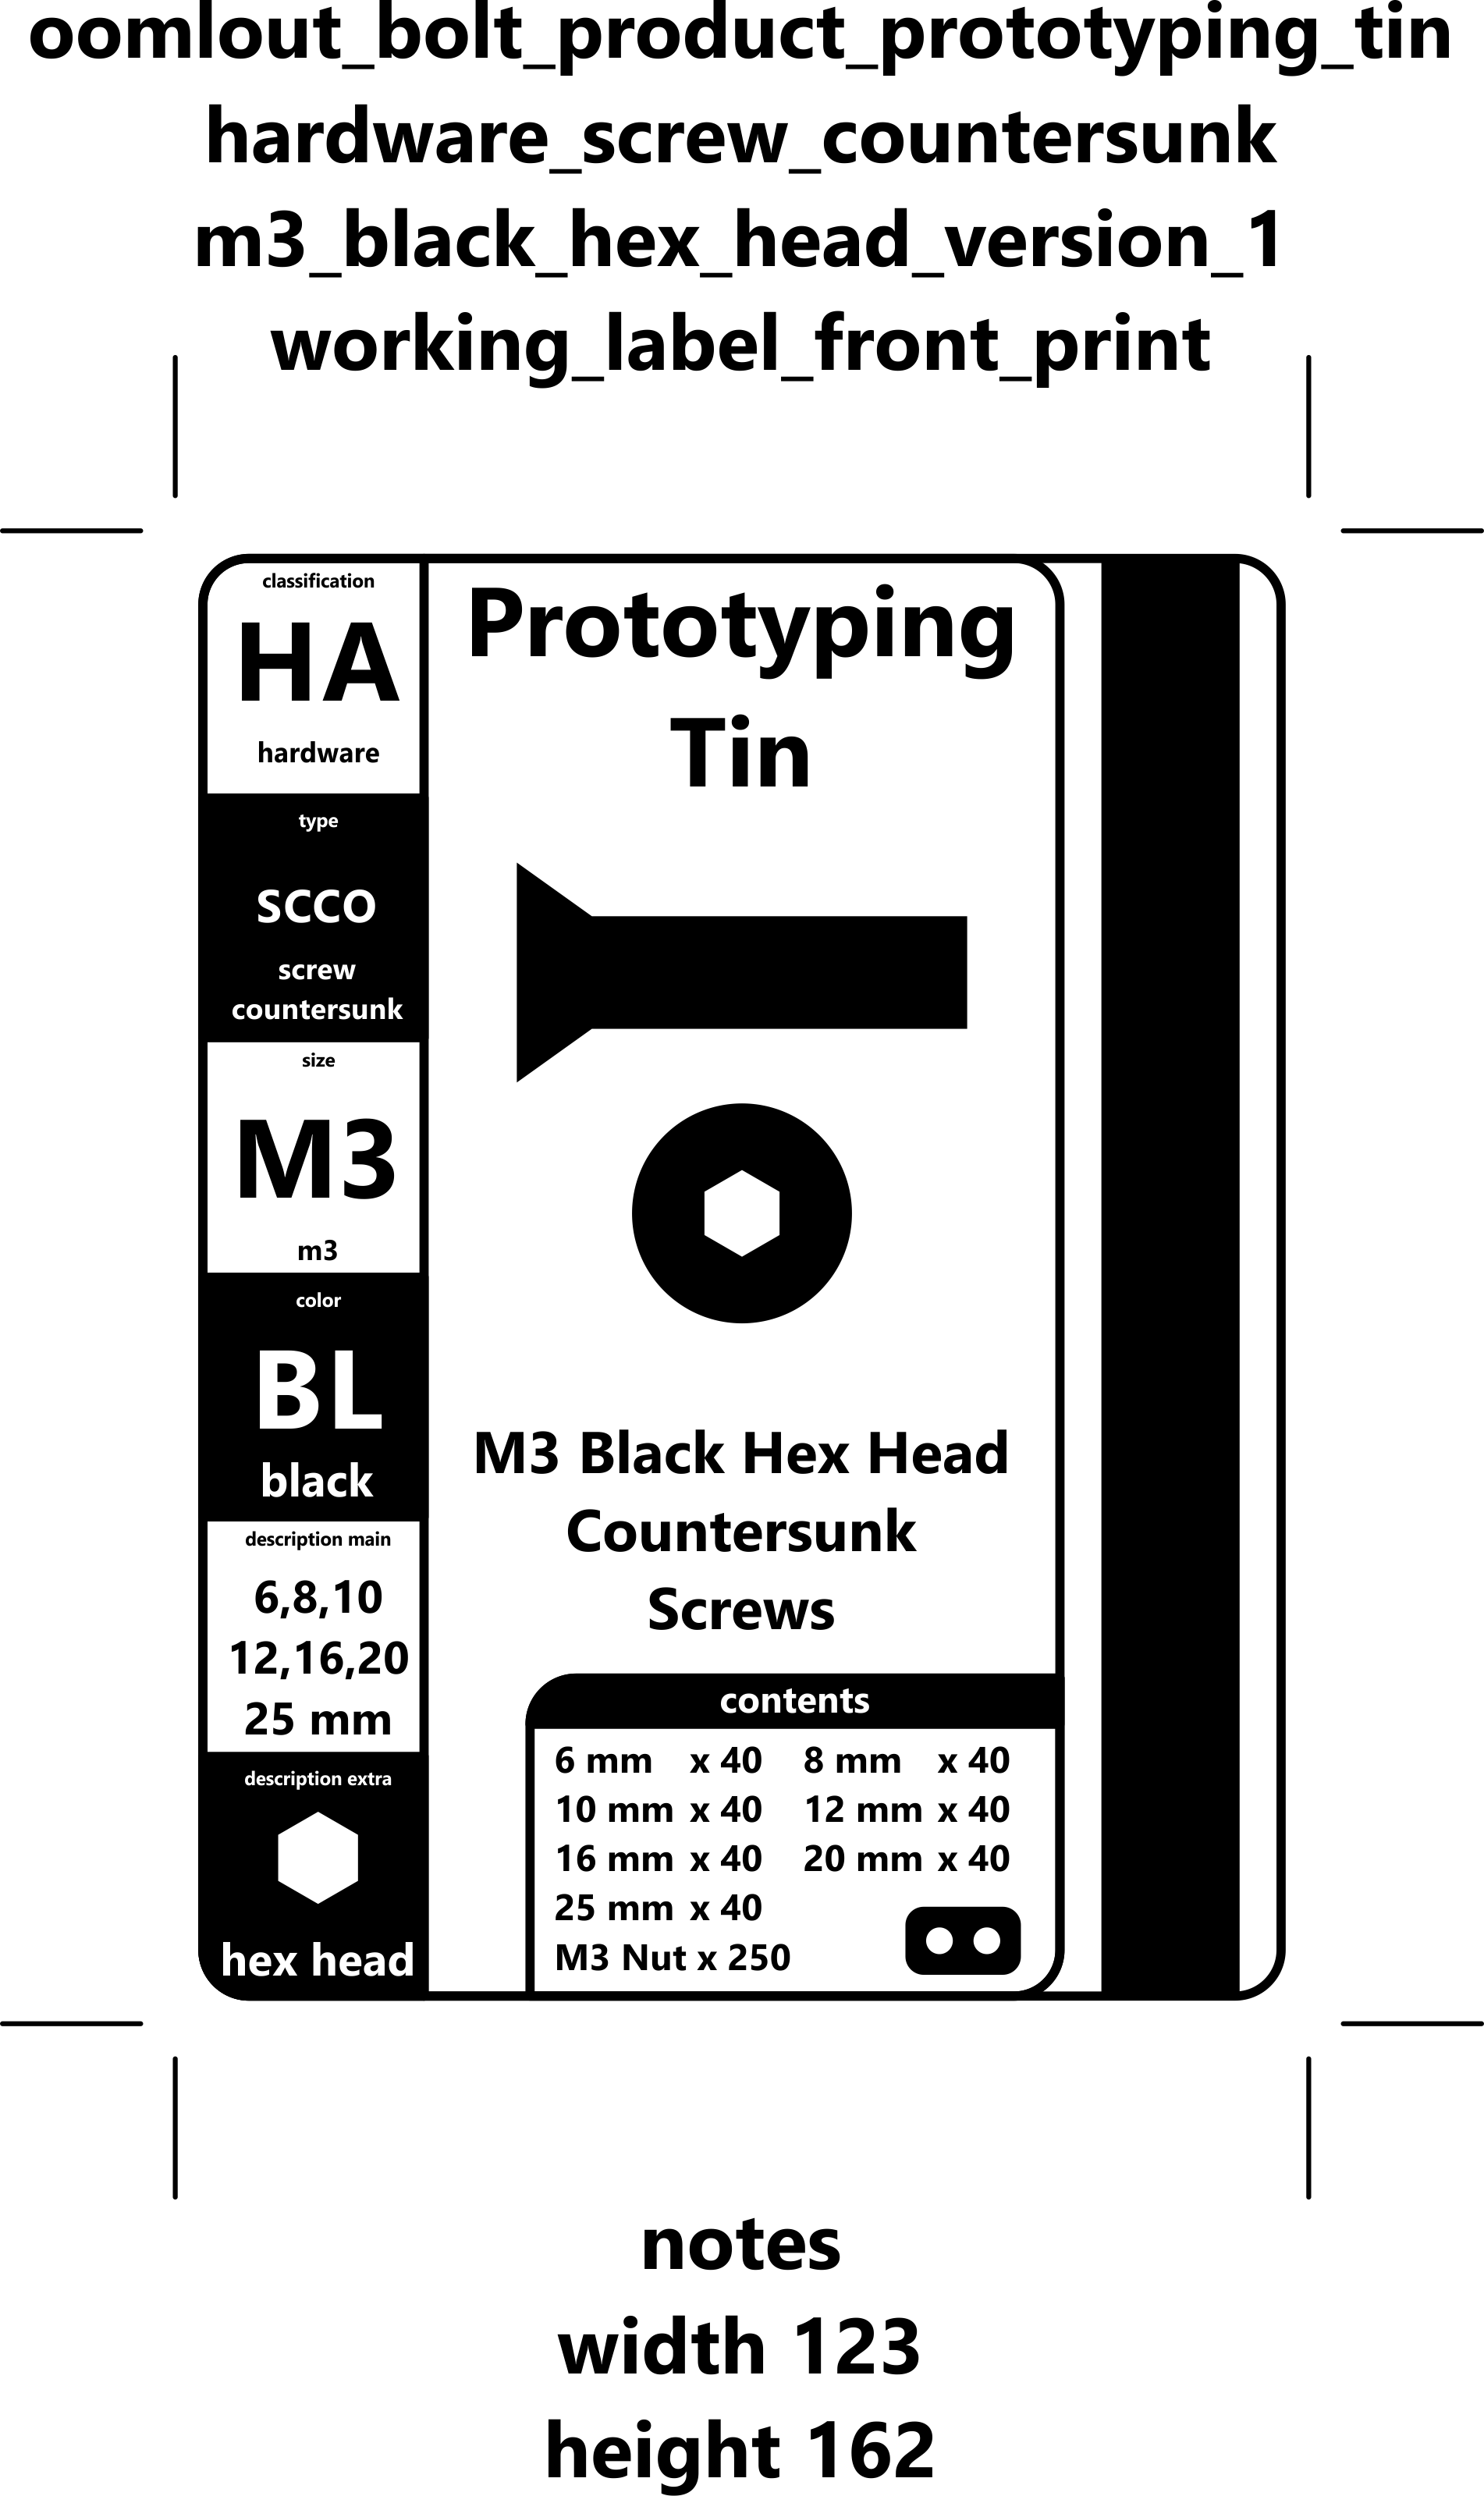 oomlout_bolt_product_prototyping_tin
hardware_screw_countersunk
m3_black_hex_head_version_1
working_label_front_print
classification
HA
hardware
type
scco
screw
countersunk
size
M3
m3
color
BL
black
description main
6,8,10
12,16,20
25 mm
description extra
hex head
Prototyping
Tin
M3 Black Hex Head
Countersunk
Screws
contents
6 mm x 40 8 mm x 40
10 mm x 40 12 mm x 40
16 mm x 40 20 mm x 40
25 mm x 40
M3 Nut x 250
notes
width 123
height 162